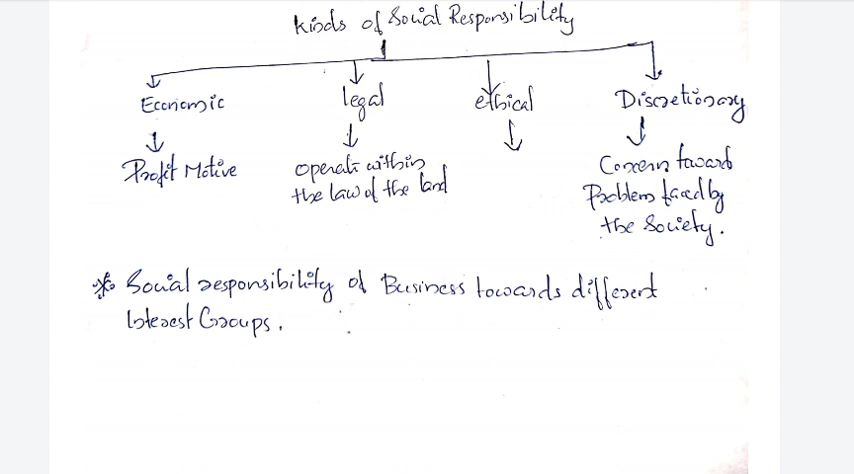 Kinds of Social Responsibility
Economic legal ethical Discretionary
Profit Motive operate within Concern toward
the law of the land Problem faced by
the Society.
* Social responsibility of Business towards different
Interest Groups.